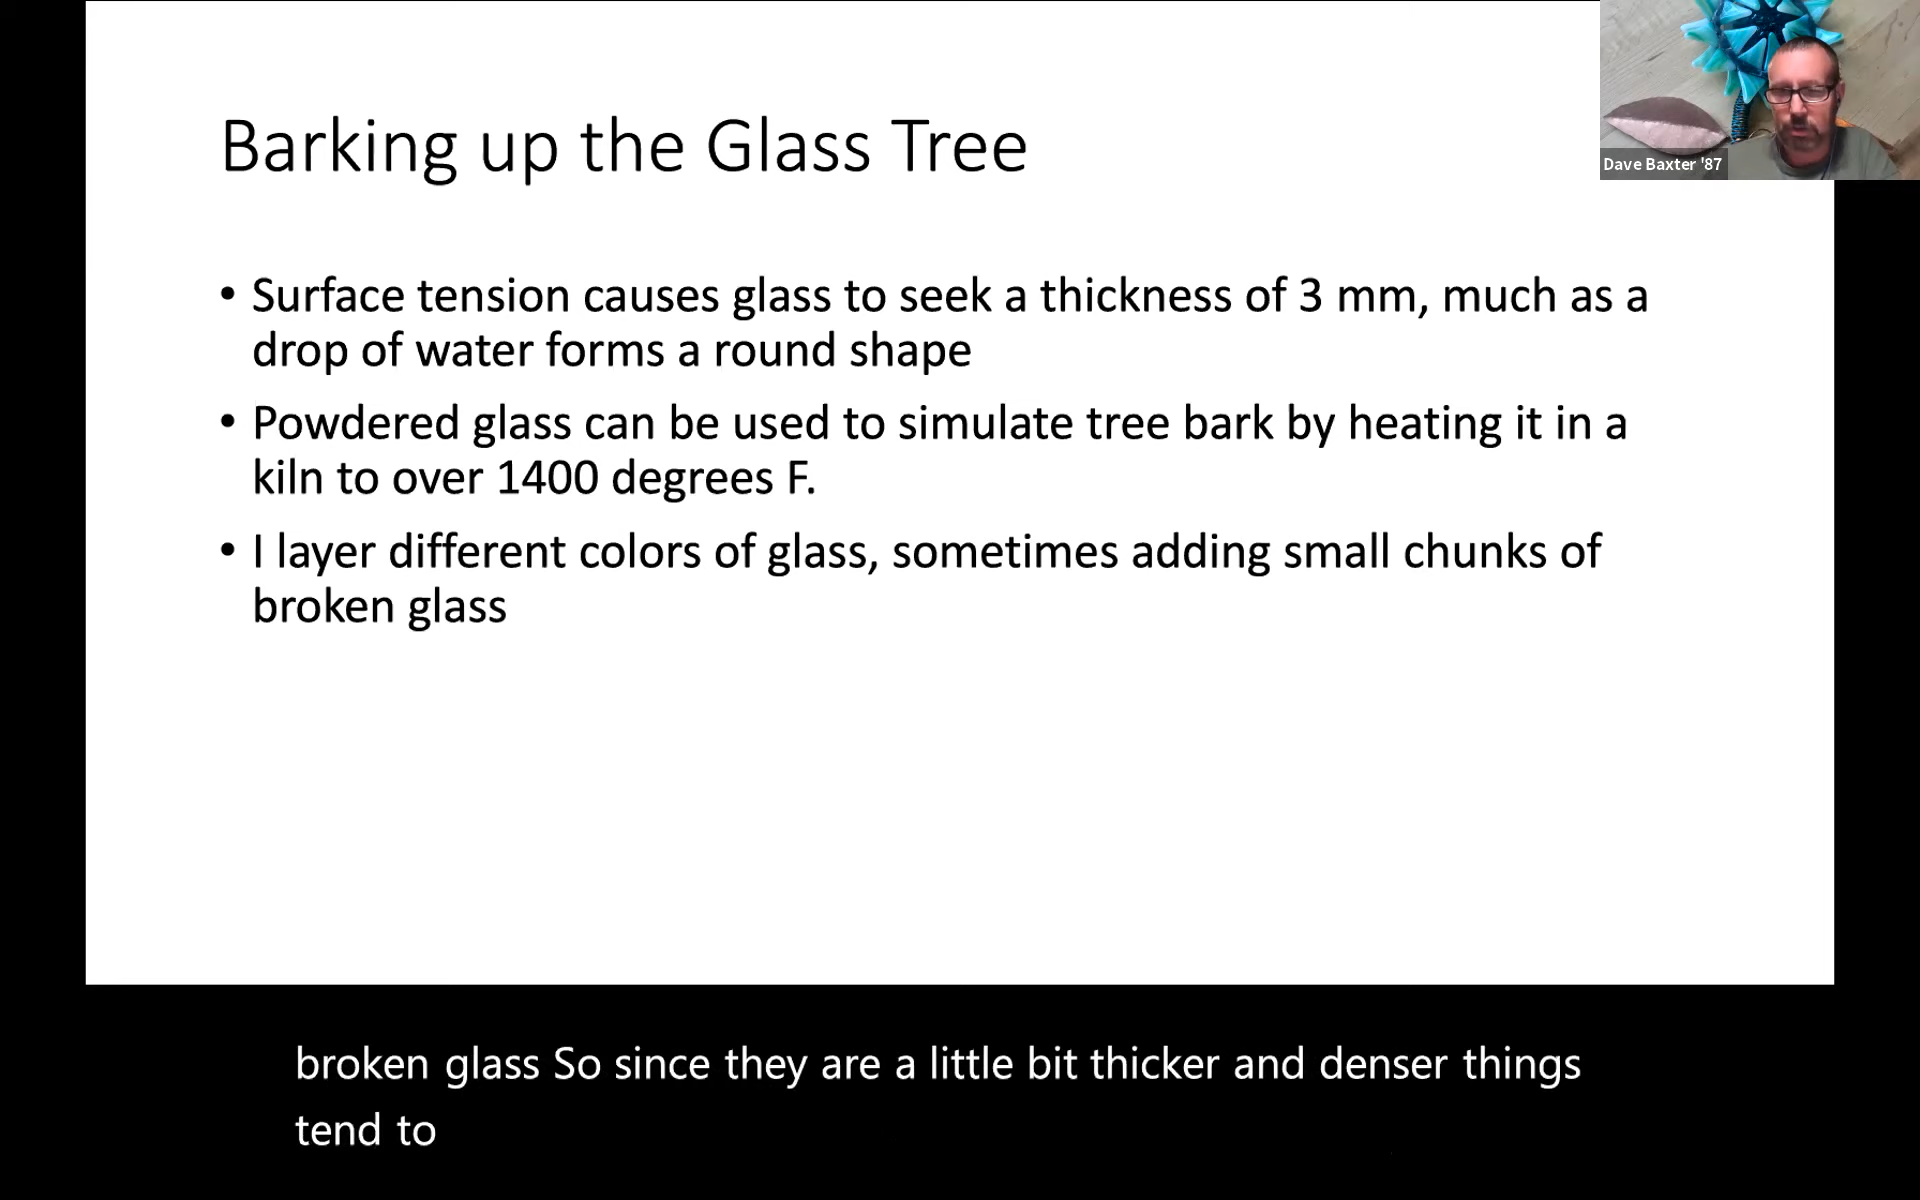 Barking up the Glass Tree
Dave Baxter '87
• Surface tension causes glass to seek a thickness of 3 mm, much as a
drop of water forms a round shape
• Powdered glass can be used to simulate tree bark by heating it in a
kiln to over 1400 degrees F.
• I layer different colors of glass, sometimes adding small chunks of
broken glass
broken glass So since they are a little bit thicker and denser things
tend to